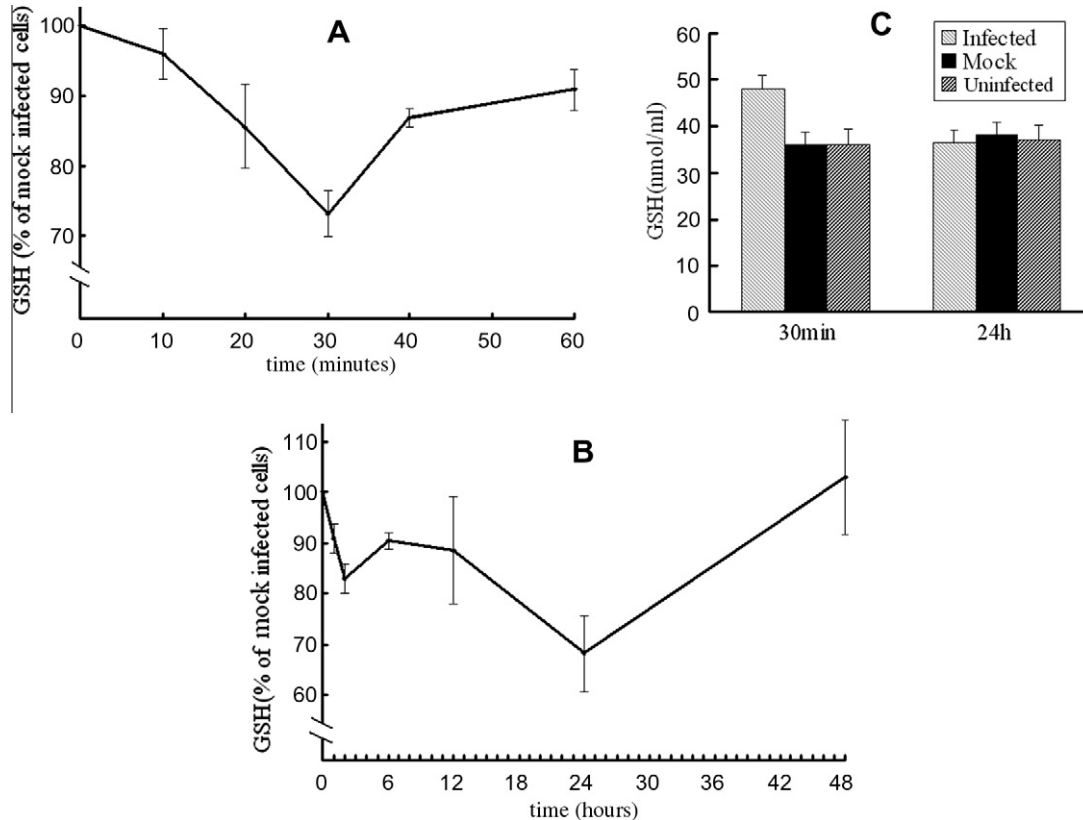 A
GSH (% of mock infected cells)
100
90
80
70
0 10 20 30 40 50 60
time (minutes)
C
Infected
Mock
Uninfected
GSH(nmol/ml)
60
50
40
30
20
10
0
30min 24h
B
GSH(% of mock infected cells)
110
100
90
80
70
60
0 6 12 18 24 30 36 42 48
time (hours)